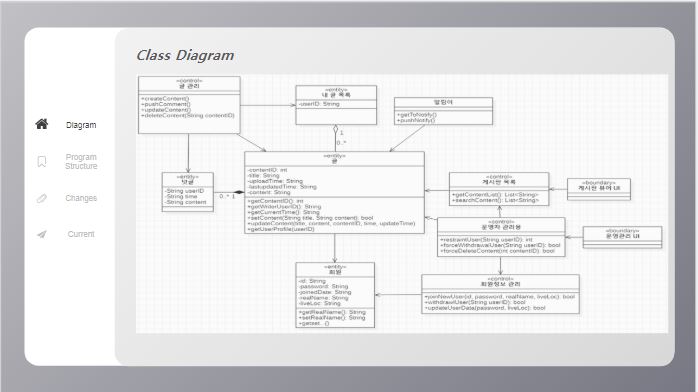 Class Diagram
Diagram
Program
Structure
Changes
Current
«control»
글 관리
+createContent()
+pushComment()
+updateContent()
+deleteContent(String contentID)
«entity»
내 글 목록
-userID: String
알림이
+getToNotify()
+pushNotify()
1
0..*
«entity»
글
-contentID: int
-title: String
-uploadTime: String
-lastupdatedTime: String
-content: String
+getContentID(): int
+getWriterUserID(): String
+getCurrentTime(): String
+setContent(String title, String content): bool
+updateContent(title, content, contentID, time, updateTime)
+getUserProfile(userID)
«entity»
댓글
-String userID
-String time
-String content
0..* 1
«control»
게시판 목록
+getContentList(): List<String>
+searchContent(): List<String>
«boundary»
게시판 뷰어 UI
«control»
운영자 관리용
+restraintUser(String userID): int
+forceWithdrawalUser(String userID): bool
+forceDeleteContent(int contentID): bool
«boundary»
운영관리 UI
«entity»
회원
-id: String
-password: String
-joinedDate: String
-realName: String
-liveLoc: String
+getRealName(): String
+setRealName(): String
+getset...()
«control»
회원정보 관리
+joinNewUser(id, password, realName, liveLoc): bool
+withdrawUser(String userID): bool
+updateUserData(password, liveLoc): bool